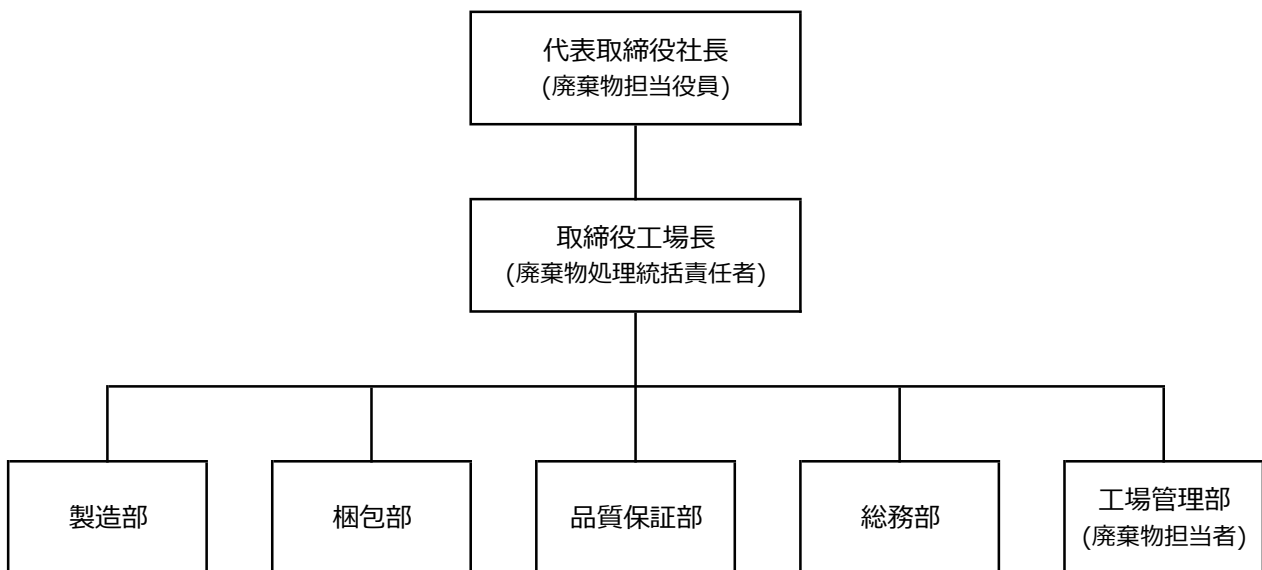 代表取締役社長
(廃棄物担当役員)
取締役工場長
(廃棄物処理統括責任者)
製造部
梱包部
品質保証部
総務部
工場管理部
(廃棄物担当者)